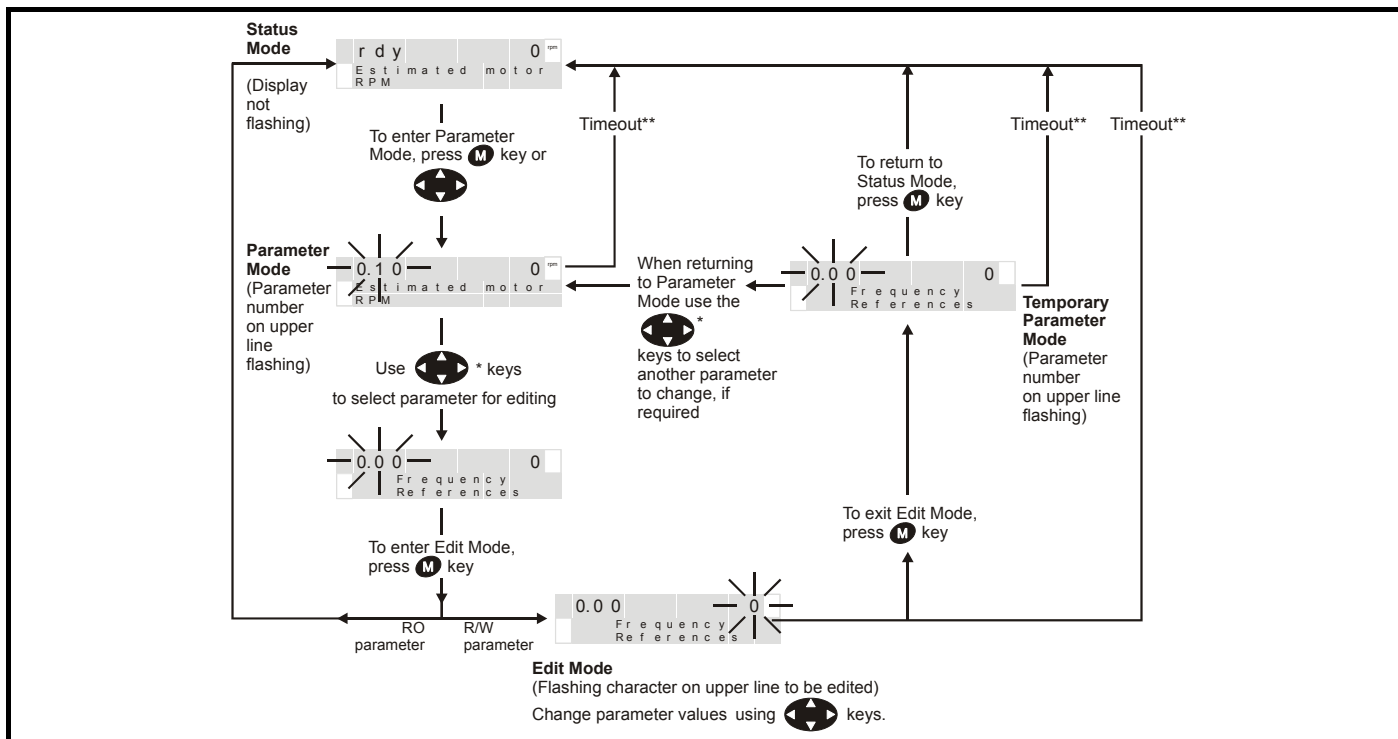 Status
Mode
(Display
not
flashing)
r d y 0 rpm
Estimated motor
RPM
To enter Parameter
Mode, press M key or
Timeout**
Parameter
Mode
(Parameter
number
on upper
line
flashing)
0.10 0 rpm
Estimated motor
RPM
Use * keys
to select parameter for editing
0.00 0
Frequency
References
To enter Edit Mode,
press M key
RO
parameter
R/W
parameter
When returning
to Parameter
Mode use the
*
keys to select
another parameter
to change, if
required
To return to
Status Mode,
press M key
Timeout**
Timeout**
0.00 0
Frequency
References
Temporary
Parameter
Mode
(Parameter
number
on upper line
flashing)
To exit Edit Mode,
press M key
0.00 0
Frequency
References
Edit Mode
(Flashing character on upper line to be edited)
Change parameter values using keys.